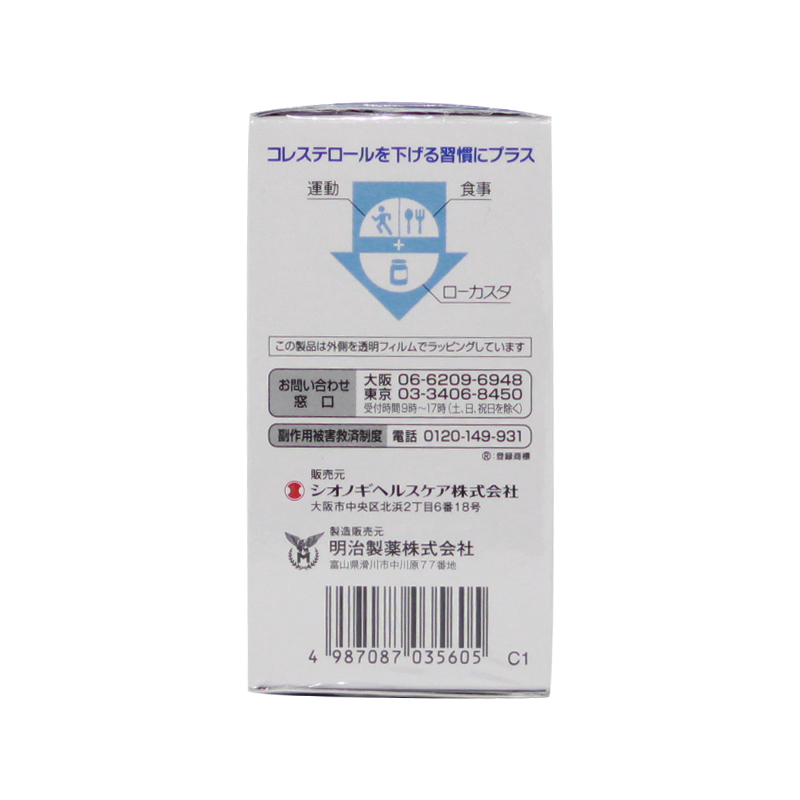 コレステロールを下げる習慣にプラス
運動
食事
+
ローカスタ
この製品は外側を透明フィルムでラッピングしています
お問い合わせ窓口
大阪 06-6209-6948
東京 03-3406-8450
受付時間9時～17時（土、日、祝日を除く）
副作用被害救済制度 電話 0120-149-931
Ⓡ：登録商標
販売元
シオノギヘルスケア株式会社
大阪市中央区北浜2丁目6番18号
M
製造販売元
明治製薬株式会社
富山県滑川市中川原77番地
4 987087 035605 C1